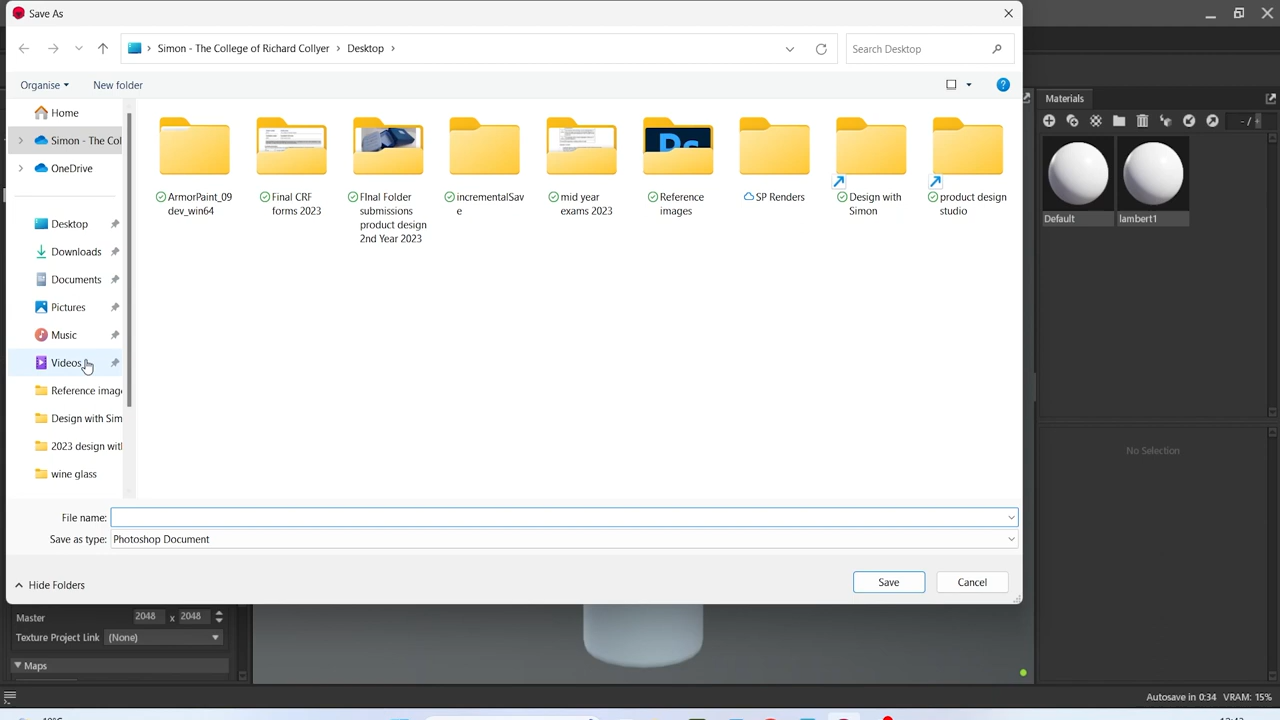 Save As
Simon - The College of Richard Collyer › Desktop ›
Search Desktop
Organise
New folder
Home
Simon - The Col
OneDrive
Desktop
Downloads
Documents
Pictures
Music
Videos
Reference imag
Design with Sim
2023 design wit
wine glass
ArmorPaint_09
dev_win64
Final CRF
forms 2023
FInal Folder
submissions
product design
2nd Year 2023
incrementalSav
e
mid year
exams 2023
Reference
images
SP Renders
Design with
Simon
product design
studio
File name:
Save as type: Photoshop Document
Hide Folders
Save
Cancel
Materials
- /
Default
lambert1
No Selection
Master 2048 x 2048
Texture Project Link (None)
Maps
Autosave in 0:34 VRAM: 15%